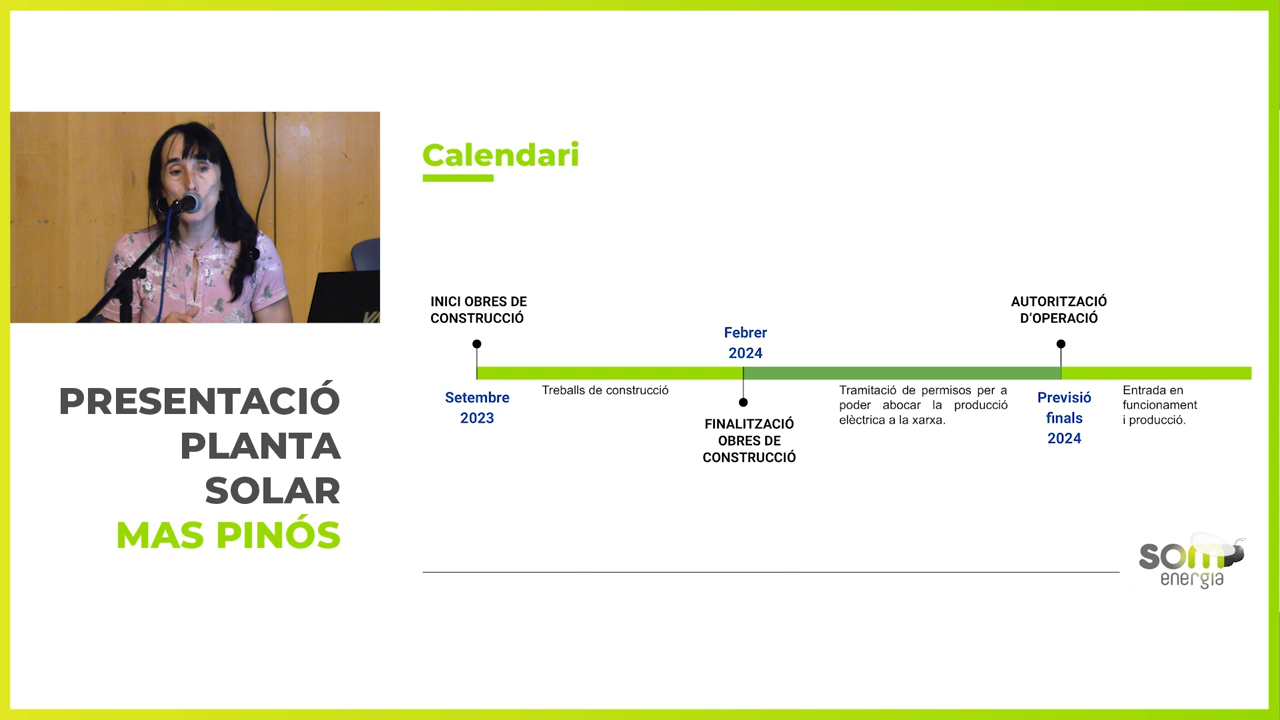 Calendari
INICI OBRES DE
CONSTRUCCIÓ
Febrer
2024
AUTORITZACIÓ
D’OPERACIÓ
Setembre
2023
Treballs de construcció
FINALITZACIÓ
OBRES DE
CONSTRUCCIÓ
Tramitació de permisos per a
poder abocar la producció
elèctrica a la xarxa.
Previsió
finals
2024
Entrada en
funcionament
i producció.
PRESENTACIÓ
PLANTA
SOLAR
MAS PINÓS
som
energia